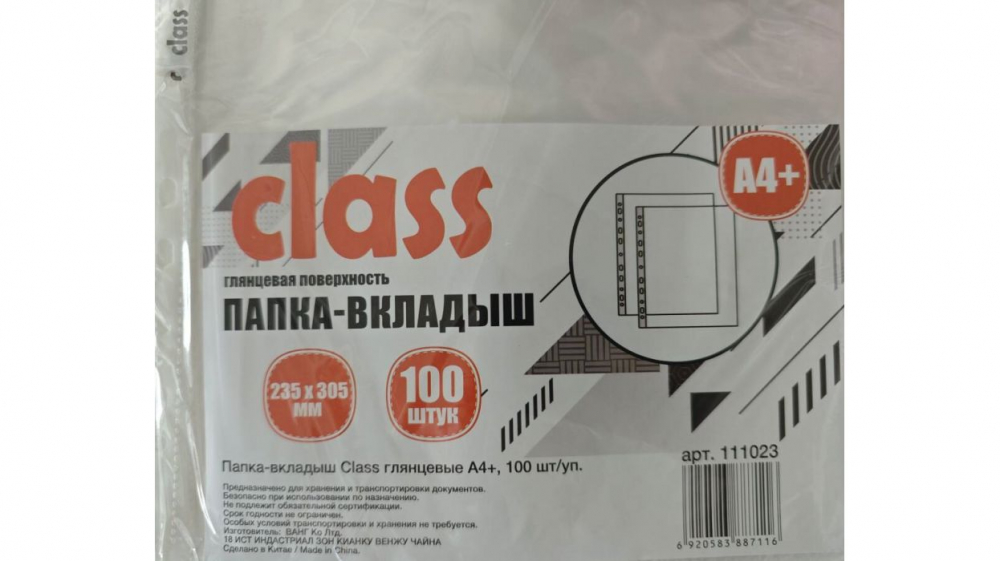 class
class
A4+
глянцевая поверхность
ПАПКА-ВКЛАДЫШ
235 x 305
ММ
100
ШТУК
Папка-вкладыш Class глянцевые А4+, 100 шт/уп.
арт. 111023
Предназначено для хранения и транспортировки документов.
Безопасно при использовании по назначению.
Не подлежит обязательной сертификации.
Срок годности не ограничен.
Особых условий транспортировки и хранения не требуется.
Изготовитель: ВАНГ Ко Лтд.
18 ИСТ ИНДАСТРИАЛ ЗОН КИАНКУ ВЕНЖУ ЧАЙНА
Сделано в Китае / Made in China.
6 920583 887116